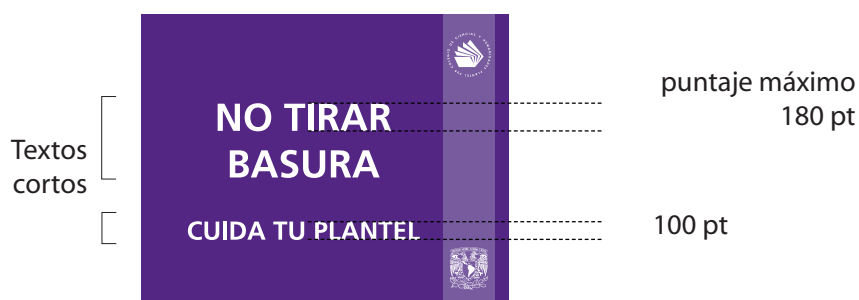 Textos
cortos
NO TIRAR
BASURA
CUIDA TU PLANTEL
puntaje máximo
180 pt
100 pt